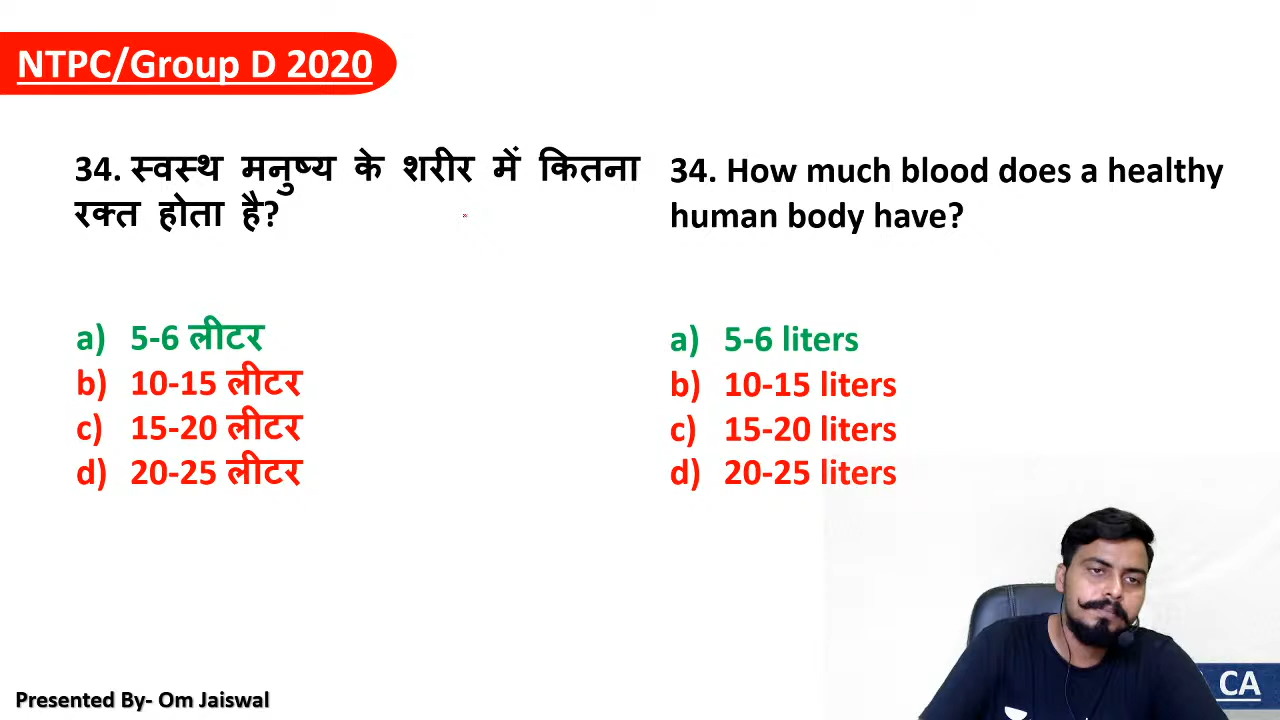 NTPC/Group D 2020
34. स्वस्थ मनुष्य के शरीर में कितना
रक्त होता है?
a) 5-6 लीटर
b) 10-15 लीटर
c) 15-20 लीटर
d) 20-25 लीटर
34. How much blood does a healthy
human body have?
a) 5-6 liters
b) 10-15 liters
c) 15-20 liters
d) 20-25 liters
CA
Presented By- Om Jaiswal